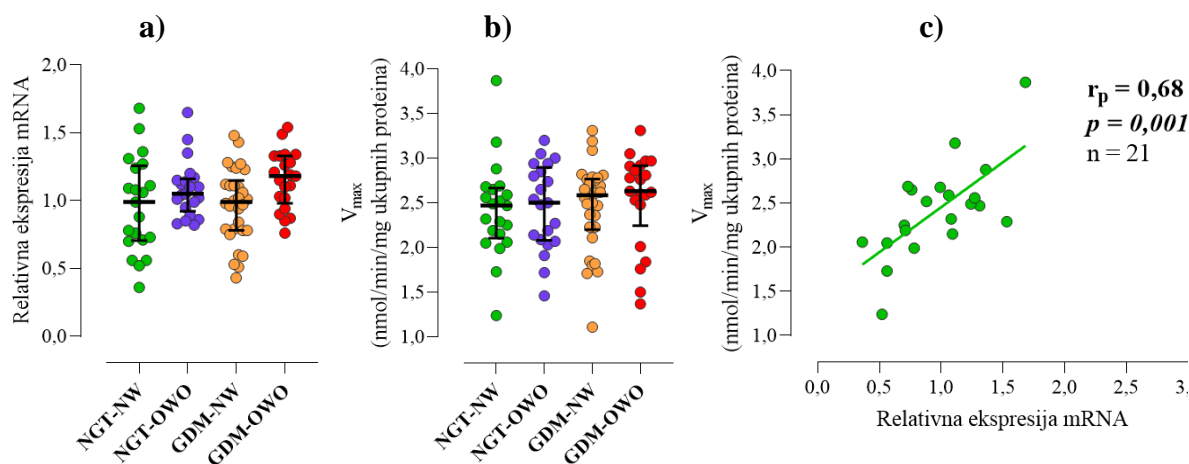 a)
Relativna ekspresija mRNA
2,0
1,5
1,0
0,5
0,0
NGT-NW
NGT-OWO
GDM-NW
GDM-OWO
b)
Vmax
(nmol/min/mg ukupnih proteina)
4,0
3,5
3,0
2,5
2,0
1,5
1,0
NGT-NW
NGT-OWO
GDM-NW
GDM-OWO
c)
Vmax
(nmol/min/mg ukupnih proteina)
4,0
3,5
3,0
2,5
2,0
1,5
1,0
rp = 0,68
p = 0,001
n = 21
0,0 0,5 1,0 1,5 2,0 2,5 3,
Relativna ekspresija mRNA